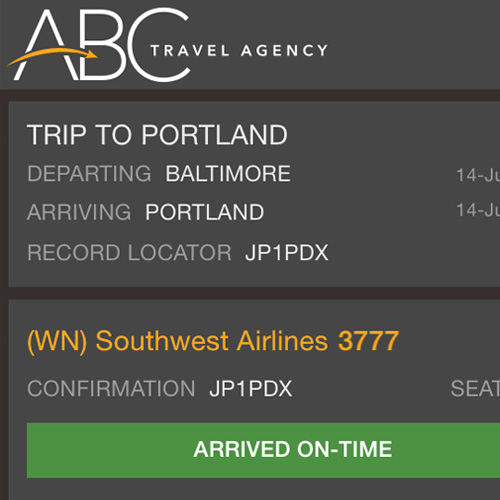 ABC TRAVEL AGENCY
TRIP TO PORTLAND
DEPARTING BALTIMORE 14-Ju
ARRIVING PORTLAND 14-Ju
RECORD LOCATOR JP1PDX
(WN) Southwest Airlines 3777
CONFIRMATION JP1PDX SEAT
ARRIVED ON-TIME